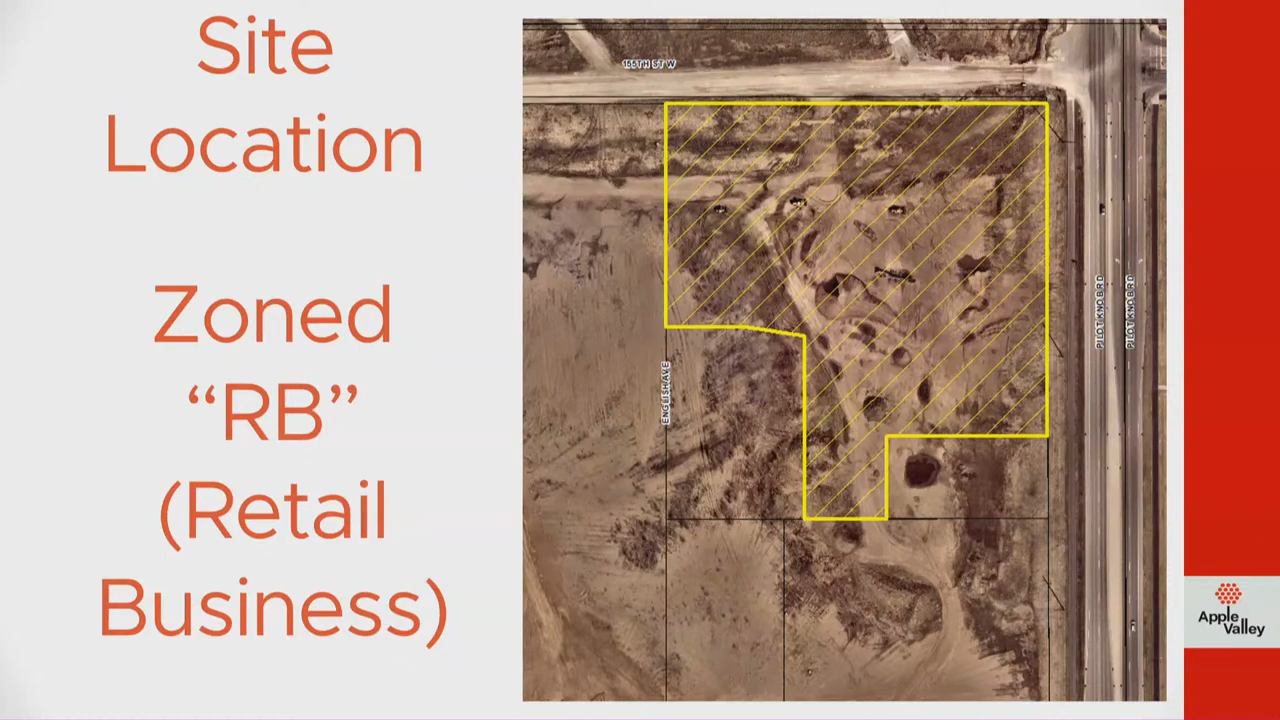 Site
Location
Zoned
“RB”
(Retail
Business)
155TH ST W
PILOT KNOB RD
PILOT KNOB RD
ENGLISH AVE
Apple
Valley